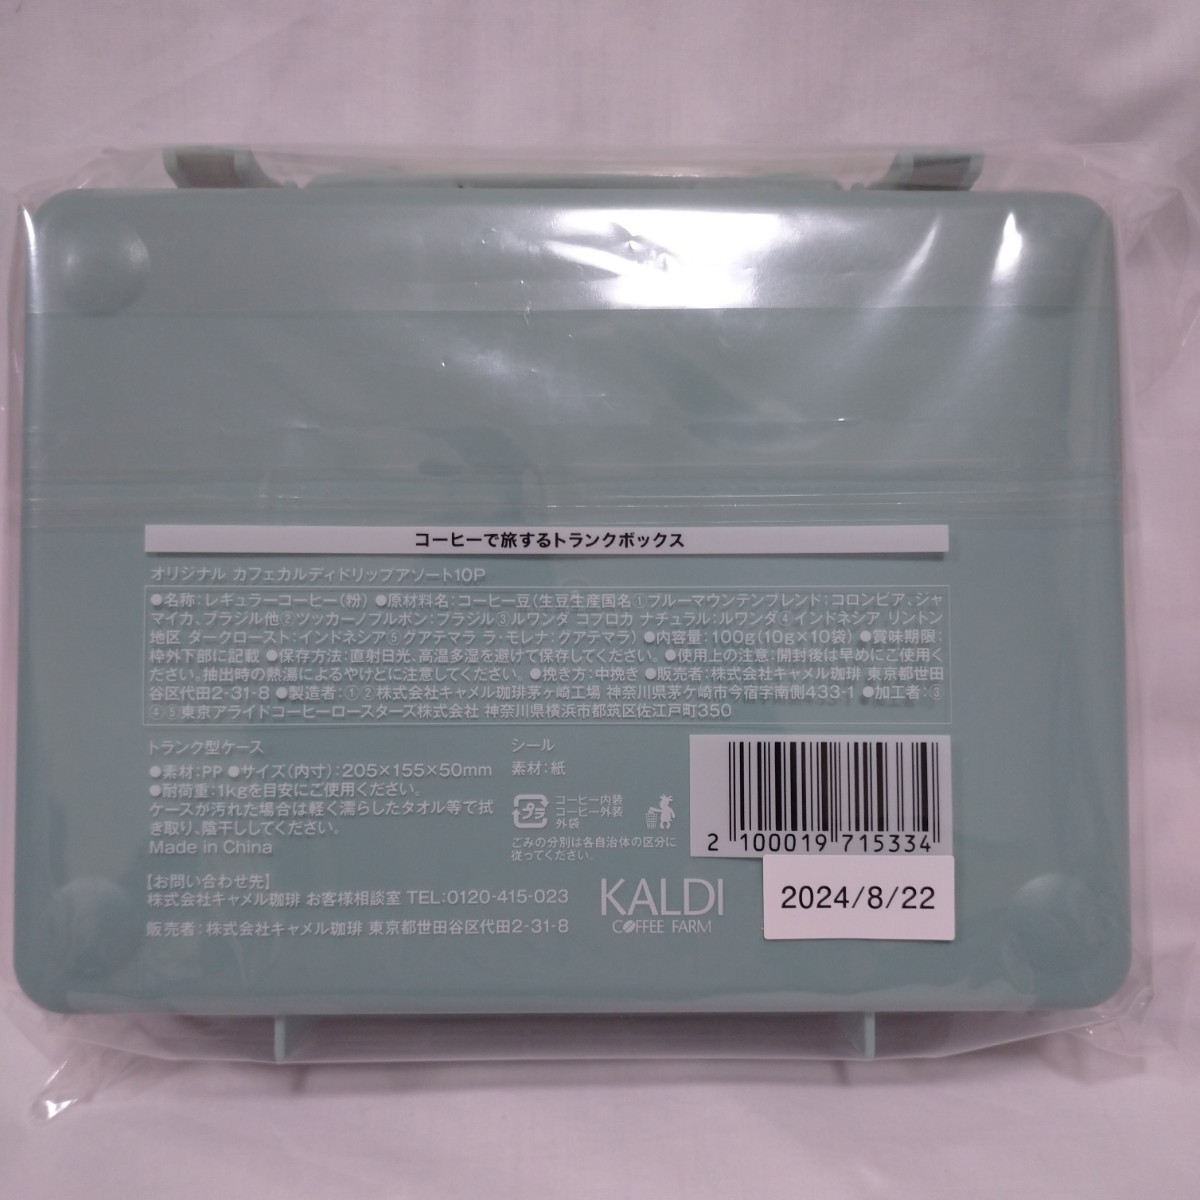 コーヒーで旅するトランクボックス
オリジナル カフェカルディドリップアソート10P
●名称:レギュラーコーヒー(粉) ●原材料名:コーヒー豆(生豆生産国名①ブルーマウンテンブレンド:コロンビア、ジャ
マイカ、ブラジル他②ツッカーノブルボン:ブラジル③ルワンダ コプロカ ナチュラル:ルワンダ④インドネシア リントン
地区 ダークロースト:インドネシア⑤グアテマラ ラ・モレナ:グアテマラ) ●内容量:100g(10g×10袋) ●賞味期限:
枠外下部に記載 ●保存方法:直射日光、高温多湿を避けて保存してください。●使用上の注意:開封後は早めにご使用く
ださい。抽出時の熱湯によるやけどに注意してください。 ●挽き方:中挽き ●販売者:株式会社キャメル珈琲 東京都世田
谷区代田2-31-8 ●製造者:①②株式会社キャメル珈琲茅ヶ崎工場 神奈川県茅ヶ崎市今宿字南側433-1 ●加工者:③
④⑤東京アライドコーヒーロースターズ株式会社 神奈川県横浜市都筑区佐江戸町350
トランク型ケース
●素材:PP ●サイズ(内寸):205×155×50mm
●耐荷重:1kgを目安にご使用ください。
ケースが汚れた場合は軽く濡らしたタオル等で拭
き取り、陰干ししてください。
Made in China
シール
素材:紙
プラ
コーヒー内装
コーヒー外装
外袋
ごみの分別は各自治体の区分に
従ってください。
2 100019 715334
2024/8/22
【お問い合わせ先】
株式会社キャメル珈琲 お客様相談室 TEL:0120-415-023
販売者:株式会社キャメル珈琲 東京都世田谷区代田2-31-8
KALDI
COFFEE FARM